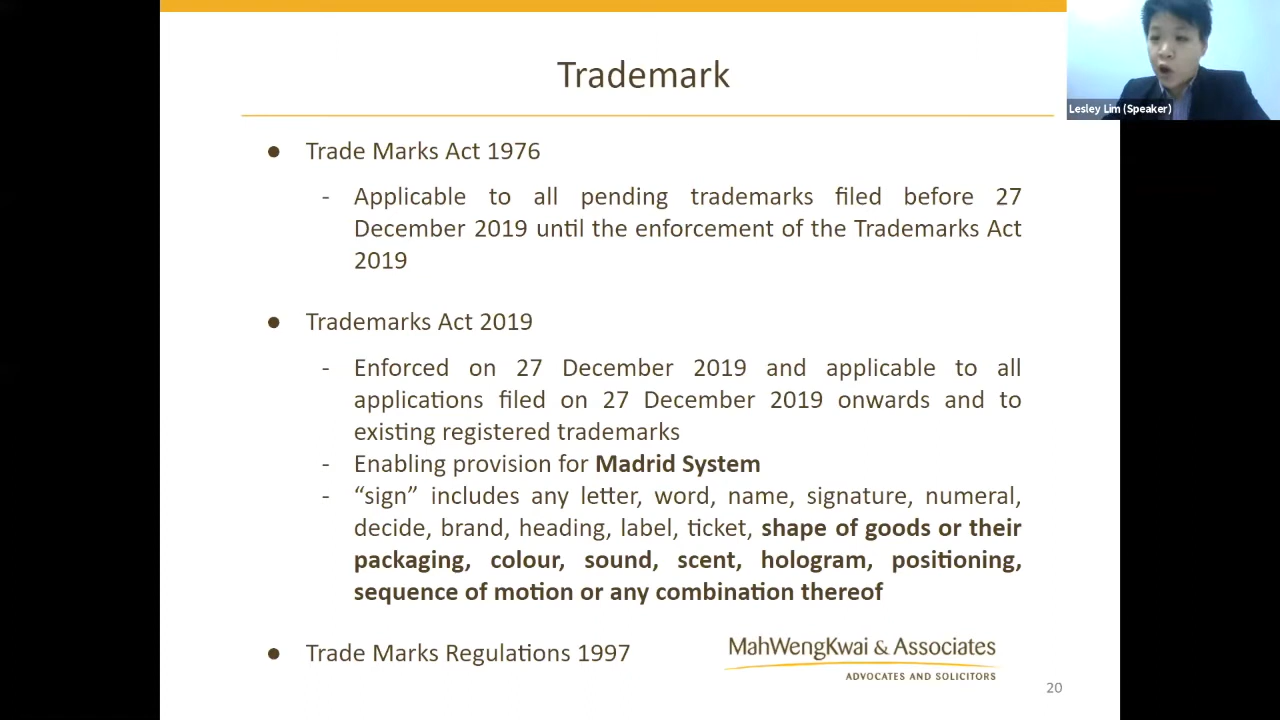 Trademark
Lesley Lim (Speaker)
● Trade Marks Act 1976
- Applicable to all pending trademarks filed before 27
December 2019 until the enforcement of the Trademarks Act
2019
● Trademarks Act 2019
- Enforced on 27 December 2019 and applicable to all
applications filed on 27 December 2019 onwards and to
existing registered trademarks
- Enabling provision for Madrid System
- “sign” includes any letter, word, name, signature, numeral,
decide, brand, heading, label, ticket, shape of goods or their
packaging, colour, sound, scent, hologram, positioning,
sequence of motion or any combination thereof
● Trade Marks Regulations 1997
MahWengKwai & Associates
ADVOCATES AND SOLICITORS
20